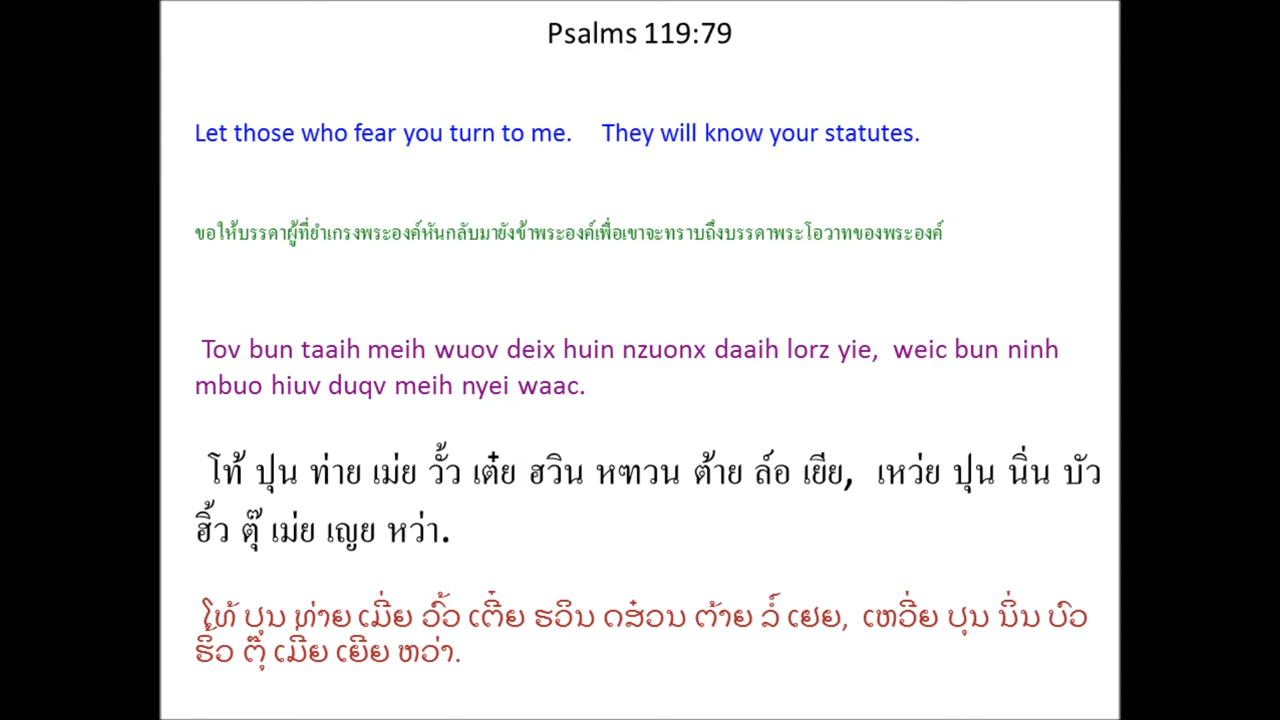 Psalms 119:79
Let those who fear you turn to me. They will know your statutes.
ขอให้บรรดาผู้ที่ยำเกรงพระองค์หันกลับมายังข้าพระองค์เพื่อเขาจะทราบถึงบรรดาพระโอวาทของพระองค์
Tov bun taaih meih wuov deix huin nzuonx daaih lorz yie, weic bun ninh
mbuo hiuv duqv meih nyei waac.
โท้ ปุน ท่าย เม่ย วั้ว เต๋ย ฮวิน หฑวน ต้าย ล์อ เยีย, เหว่ย ปุน นิ่น บัว
ฮิ้ว ตุ๊ เม่ย เญย หว่า.
ໂທ້ ປຸນ ທ່າຍ ເມີ່ຍ ວົ້ວ ເຕີ໋ຍ ຮວິນ ດສ໋ວນ ຕ້າຍ ລໍ໌ ເຢຍ, ເຫວີ່ຍ ປຸນ ນິ່ນ ບົວ
ຮິ້ວ ຕຸ໊ ເມີ່ຍ ເຍີຍ ຫວ່າ.